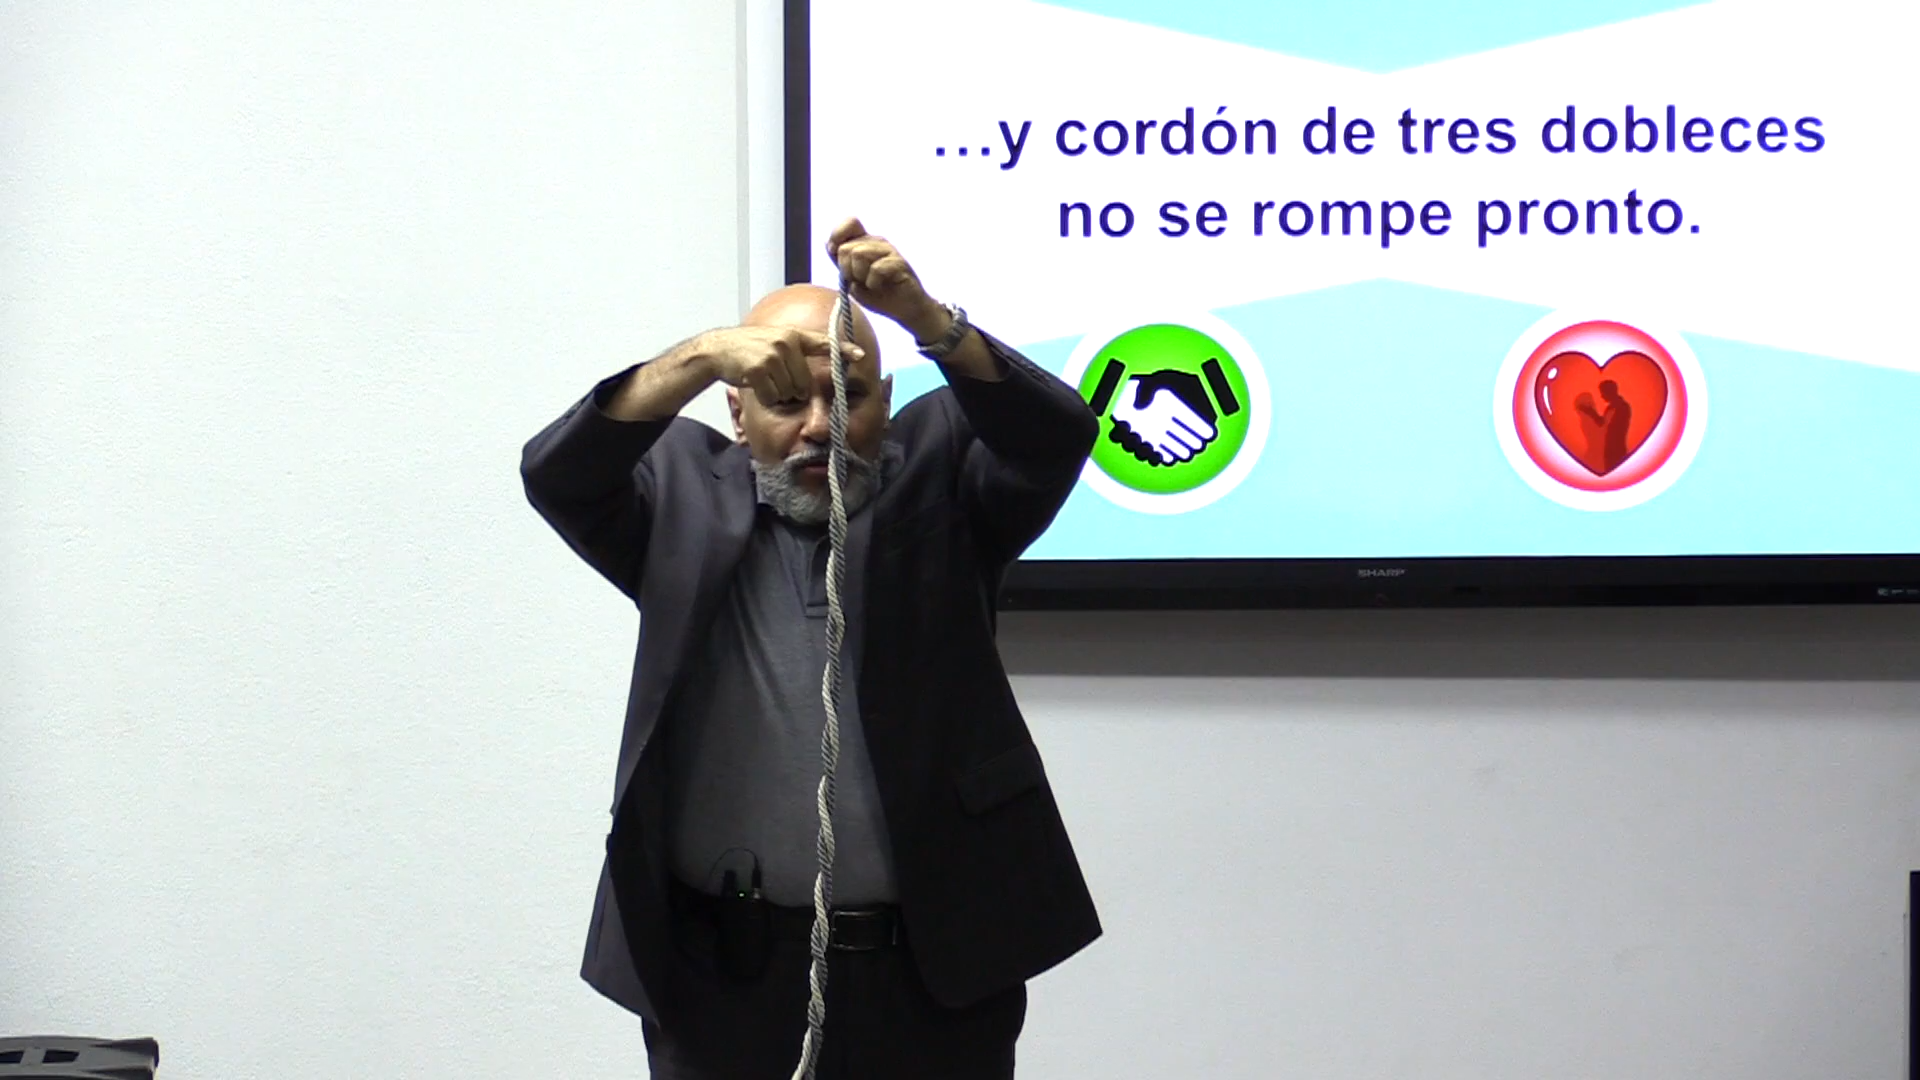 ...y cordón de tres dobleces
no se rompe pronto.
SHARP